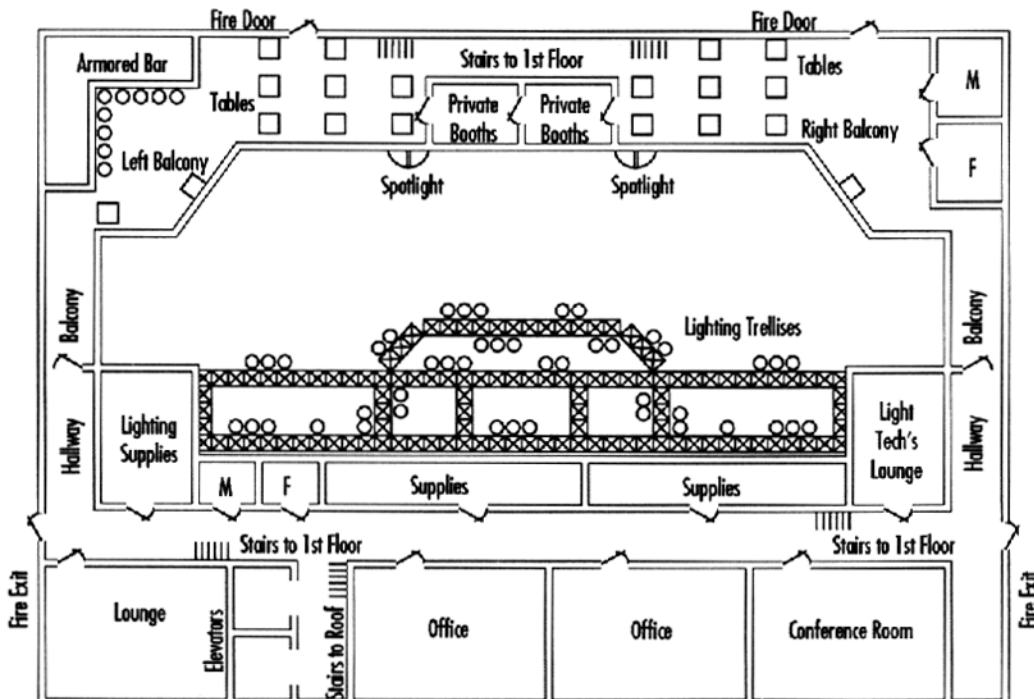 Fire Door
Fire Door
Armored Bar
Stairs to 1st Floor
Tables
Tables
M
Private
Booths
Private
Booths
Right Balcony
Left Balcony
F
Spotlight
Spotlight
Balcony
Balcony
Lighting Trellises
Hallway
Lighting
Supplies
Light
Tech's
Lounge
Hallway
M
F
Supplies
Supplies
Stairs to 1st Floor
Stairs to 1st Floor
Fire Exit
Lounge
Elevators
Stairs to Roof
Office
Office
Conference Room
Fire Exit